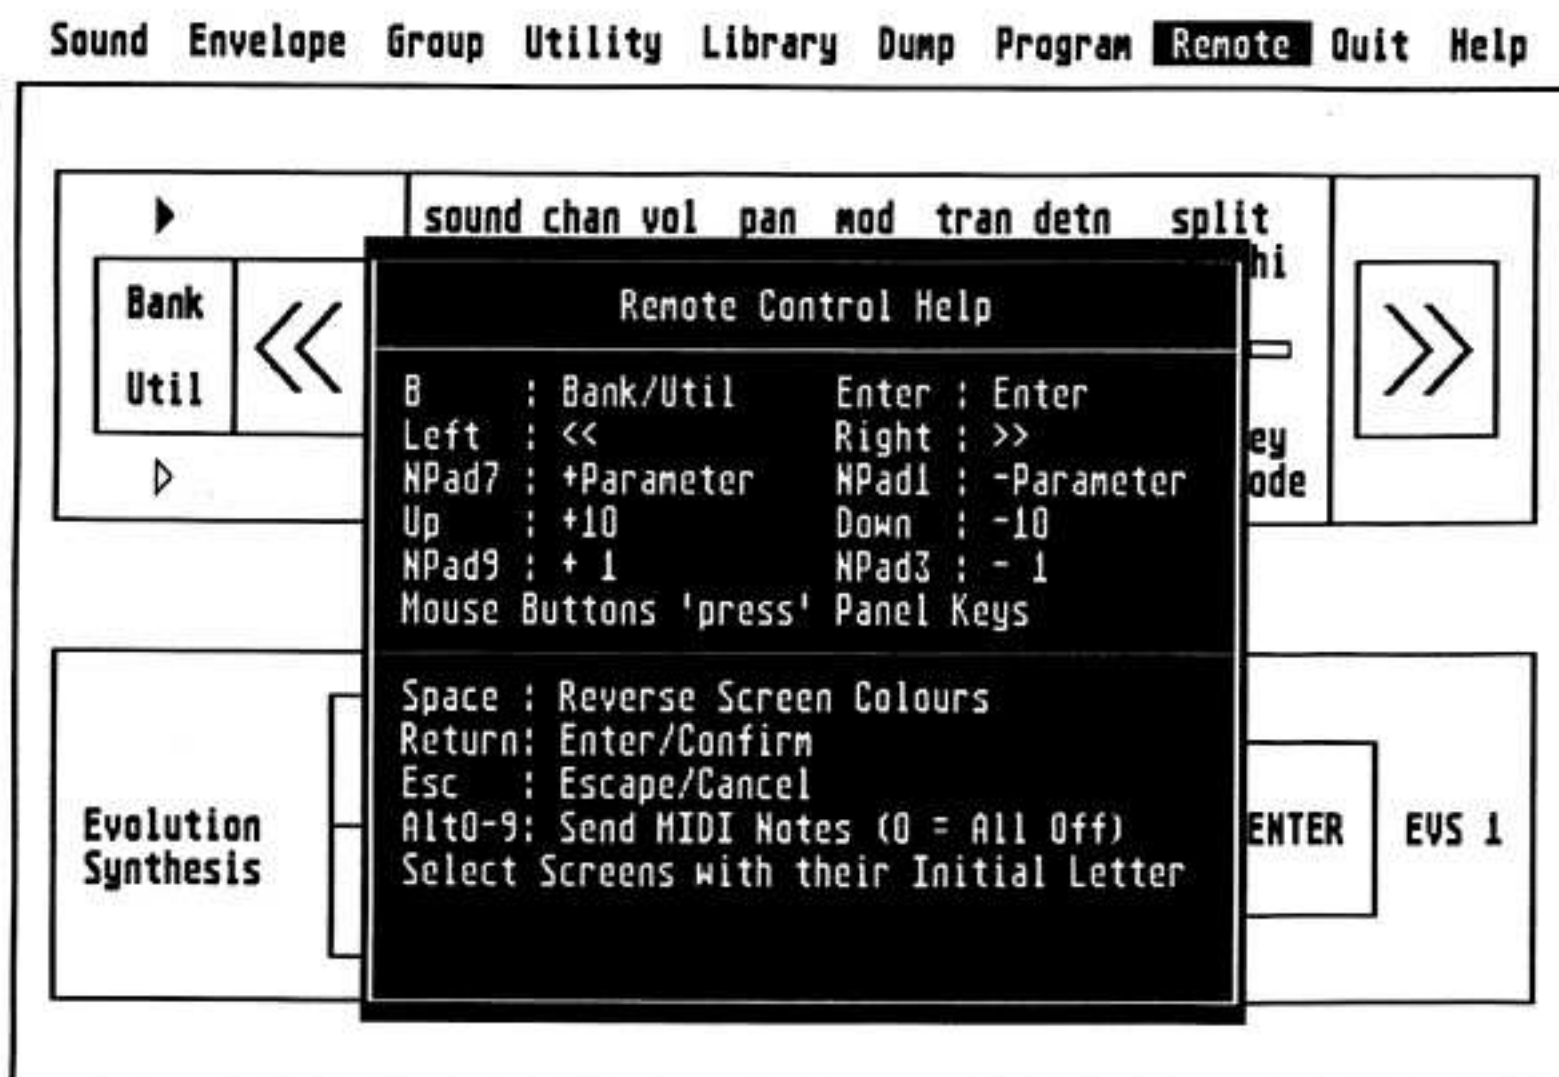 Sound Envelope Group Utility Library Dump Program Remote Quit Help
sound chan vol pan mod tran detn split
hi
Bank
Util
<<
>>
Remote Control Help
B : Bank/Util Enter : Enter
Left : << Right : >>
NPad7 : +Parameter NPad1 : -Parameter
Up : +10 Down : -10
NPad9 : + 1 NPad3 : - 1
Mouse Buttons 'press' Panel Keys
ey
ode
Space : Reverse Screen Colours
Return: Enter/Confirm
Esc : Escape/Cancel
Alt0-9: Send MIDI Notes (0 = All Off)
Select Screens with their Initial Letter
Evolution
Synthesis
ENTER
EVS 1